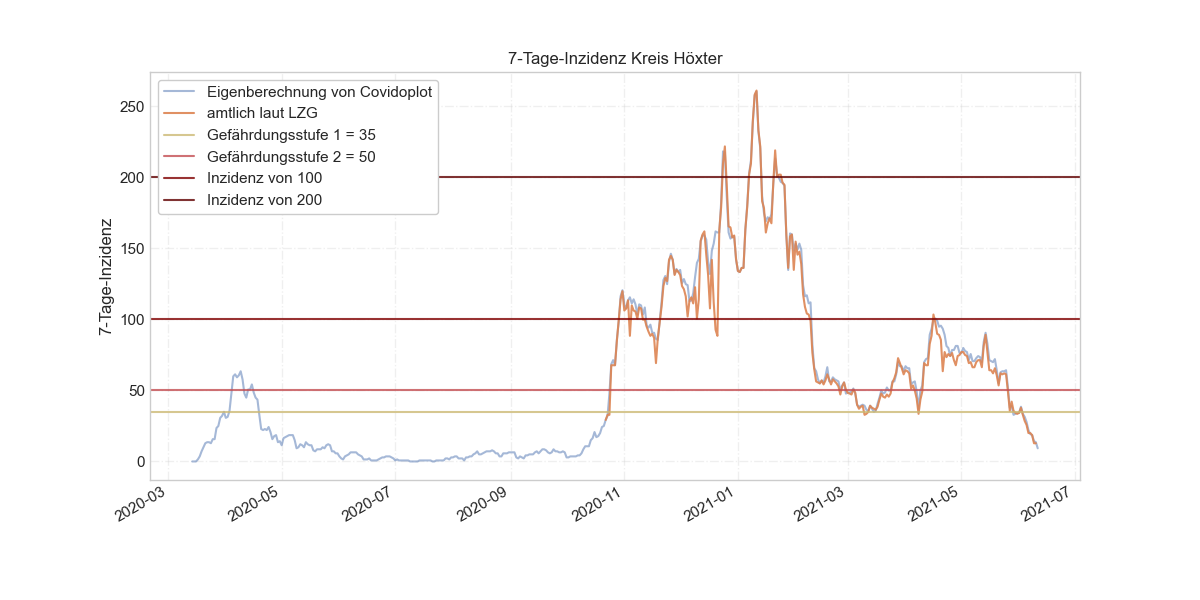 7-Tage-Inzidenz Kreis Höxter
Eigenberechnung von Covidoplot
amtlich laut LZG
Gefährdungsstufe 1 = 35
Gefährdungsstufe 2 = 50
Inzidenz von 100
Inzidenz von 200
7-Tage-Inzidenz
250
200
150
100
50
0
2020-03
2020-05
2020-07
2020-09
2020-11
2021-01
2021-03
2021-05
2021-07